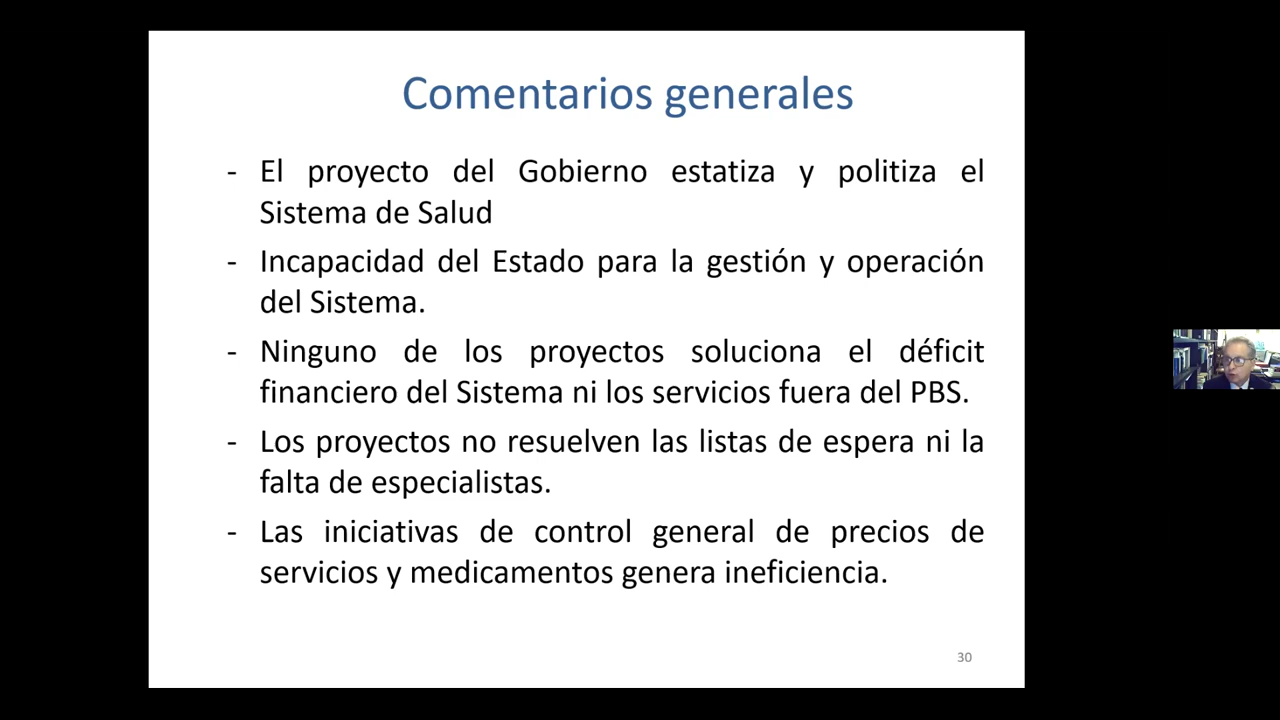 Comentarios generales
- El proyecto del Gobierno estatiza y politiza el
Sistema de Salud
- Incapacidad del Estado para la gestión y operación
del Sistema.
- Ninguno de los proyectos soluciona el déficit
financiero del Sistema ni los servicios fuera del PBS.
- Los proyectos no resuelven las listas de espera ni la
falta de especialistas.
- Las iniciativas de control general de precios de
servicios y medicamentos genera ineficiencia.
30